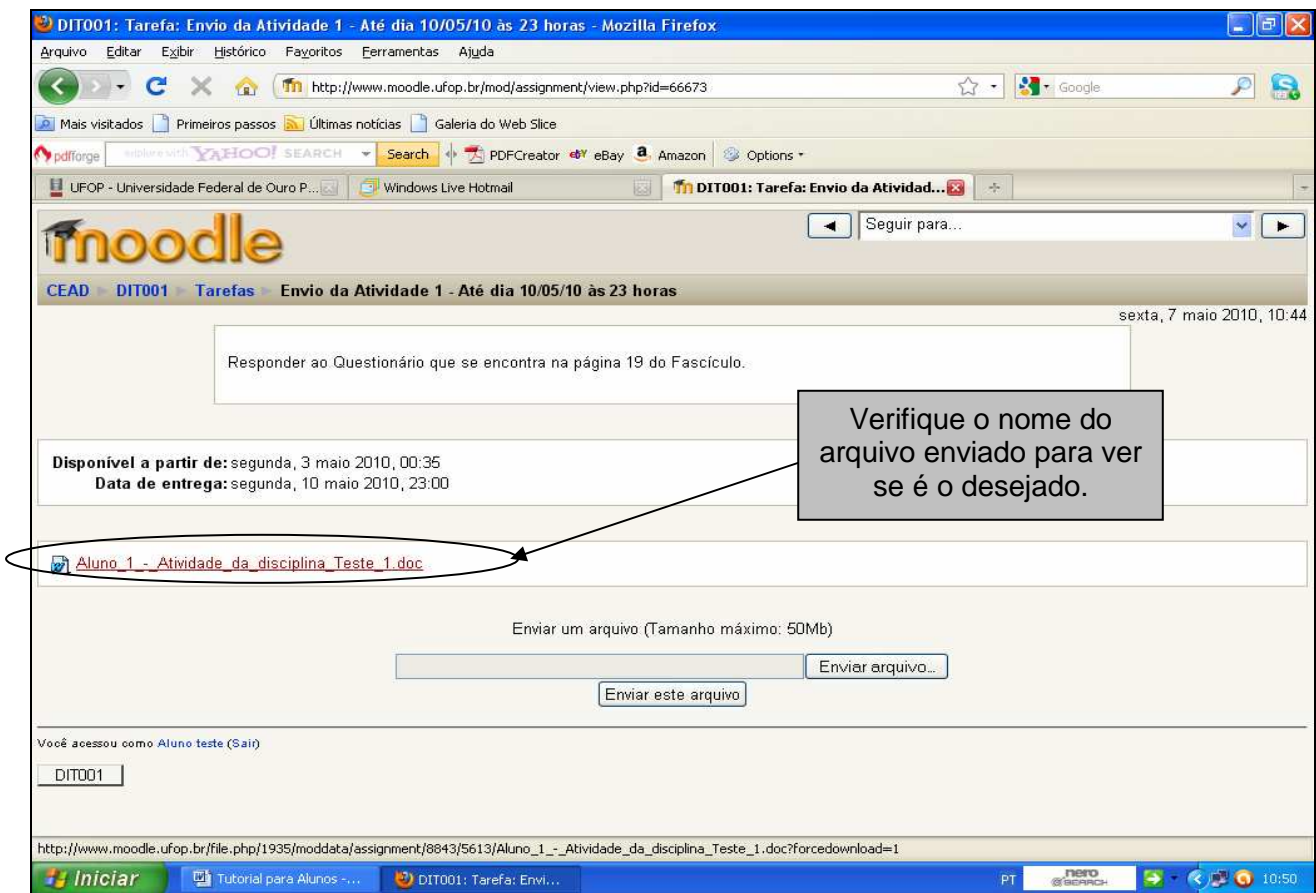 DIT001: Tarefa: Envio da Atividade 1 - Até dia 10/05/10 às 23 horas - Mozilla Firefox
Arquivo Editar Exibir Histórico Favoritos Ferramentas Ajuda
http://www.moodle.ufop.br/mod/assignment/view.php?id=66673 Google
Mais visitados Primeiros passos Últimas notícias Galeria do Web Slice
pdfforge YAHOO! SEARCH Search PDFCreator eBay Amazon Options
UFOP - Universidade Federal de Ouro P... Windows Live Hotmail DIT001: Tarefa: Envio da Atividad...
moodle Seguir para...
CEAD DIT001 Tarefas Envio da Atividade 1 - Até dia 10/05/10 às 23 horas
sexta, 7 maio 2010, 10:44
Responder ao Questionário que se encontra na página 19 do Fascículo.
Verifique o nome do
arquivo enviado para ver
se é o desejado.
Disponível a partir de: segunda, 3 maio 2010, 00:35
Data de entrega: segunda, 10 maio 2010, 23:00
Aluno_1_-_Atividade_da_disciplina_Teste_1.doc
Enviar um arquivo (Tamanho máximo: 50Mb)
Enviar arquivo...
Enviar este arquivo
Você acessou como Aluno teste (Sair)
DIT001
http://www.moodle.ufop.br/file.php/1935/moddata/assignment/8843/5613/Aluno_1_-_Atividade_da_disciplina_Teste_1.doc?forcedownload=1
Iniciar Tutorial para Alunos -... DIT001: Tarefa: Envi... PT nero SEARCH 10:50